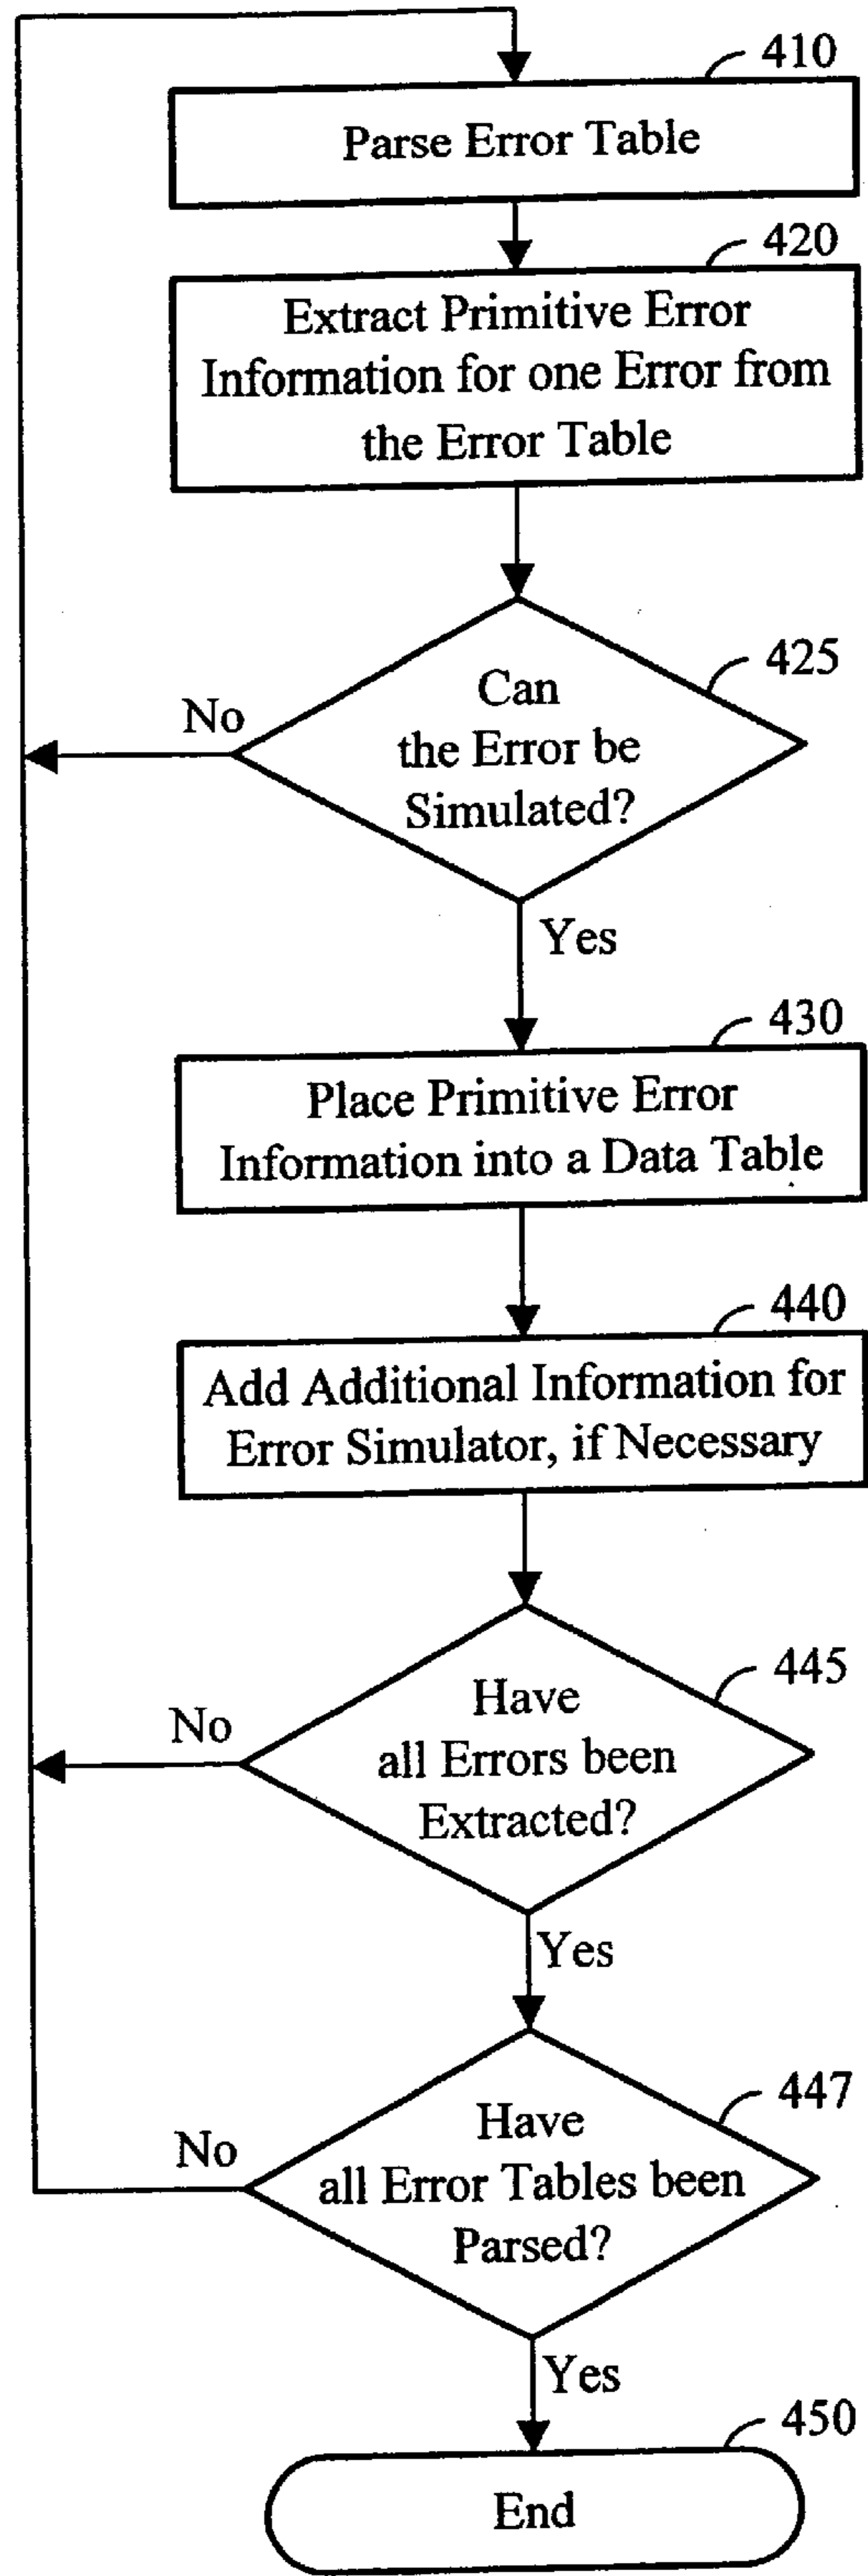 410
Parse Error Table
420
Extract Primitive Error
Information for one Error from
the Error Table
425
Can
the Error be
Simulated?
No
Yes
430
Place Primitive Error
Information into a Data Table
440
Add Additional Information for
Error Simulator, if Necessary
445
Have
all Errors been
Extracted?
No
Yes
447
Have
all Error Tables been
Parsed?
No
Yes
450
End